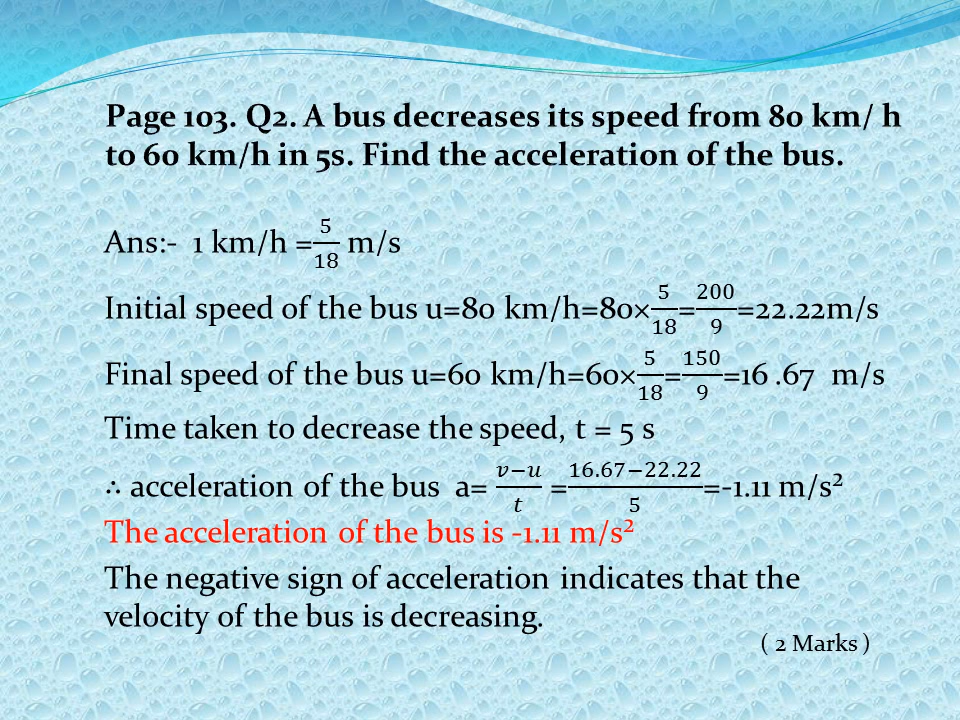 Page 103. Q2. A bus decreases its speed from 80 km/ h
to 60 km/h in 5s. Find the acceleration of the bus.
Ans:-  1 km/h =5/18 m/s
Initial speed of the bus u=80 km/h=80×5/18=200/9=22.22m/s
Final speed of the bus u=60 km/h=60×5/18=150/9=16 .67  m/s
Time taken to decrease the speed, t = 5 s
∴ acceleration of the bus  a= (v−u)/t =(16.67−22.22)/5=-1.11 m/s²
The acceleration of the bus is -1.11 m/s²
The negative sign of acceleration indicates that the
velocity of the bus is decreasing.
( 2 Marks )